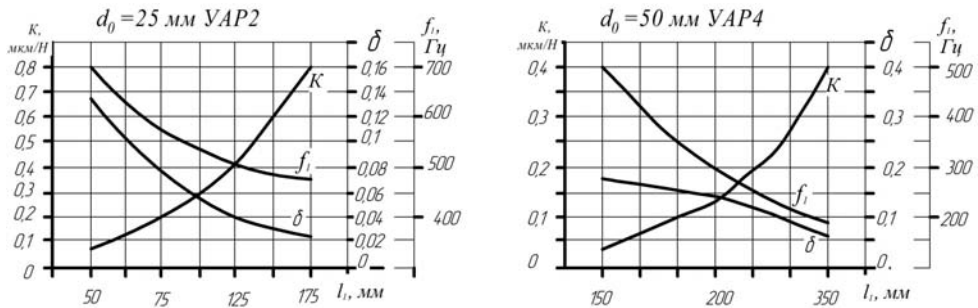 d₀ =25 мм УАР2
K, мкм/Н
δ
f₁, Гц
0,8
0,7
0,6
0,5
0,4
0,3
0,2
0,1
0
0,16
0,14
0,12
0,1
0,08
0,06
0,04
0,02
0
700
600
500
400
K
f₁
δ
50 75 125 175 l₁, мм
d₀ =50 мм УАР4
K, мкм/Н
δ
f₁, Гц
0,4
0,3
0,2
0,1
0
0,4
0,3
0,2
0,1
0
500
400
300
200
K
f₁
δ
150 200 350 l₁, мм